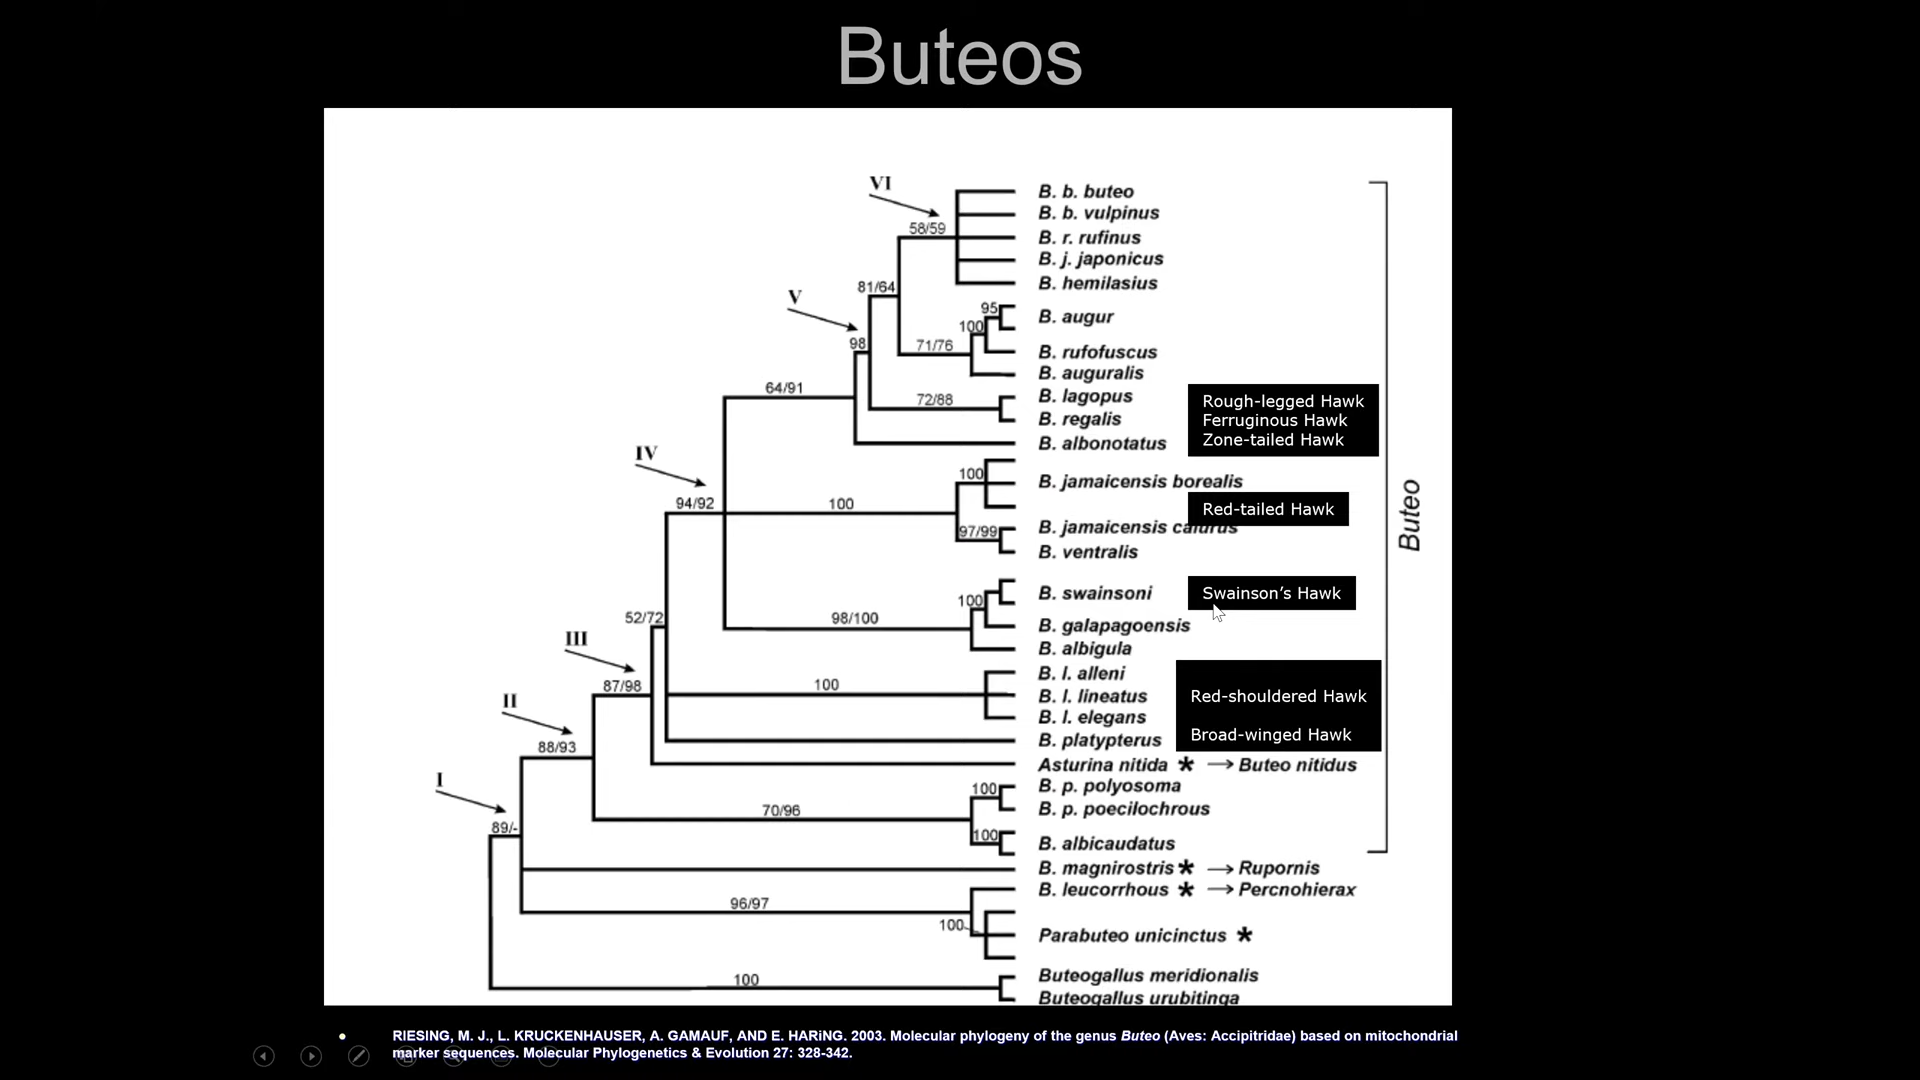 Buteos
VI
B. b. buteo
B. b. vulpinus
58/59
B. r. rufinus
B. j. japonicus
B. hemilasius
81/64
V
95
B. augur
100
98
71/76
B. rufofuscus
B. auguralis
64/91
B. lagopus
Rough-legged Hawk
72/88
B. regalis
Ferruginous Hawk
B. albonotatus
Zone-tailed Hawk
IV
100
B. jamaicensis borealis
94/92
100
Red-tailed Hawk
97/99
B. jamaicensis calurus
B. ventralis
Buteo
B. swainsoni
Swainson's Hawk
100
52/72
98/100
B. galapagoensis
III
B. albigula
B. l. alleni
87/98
100
B. l. lineatus
Red-shouldered Hawk
II
B. l. elegans
88/93
B. platypterus
Broad-winged Hawk
Asturina nitida * → Buteo nitidus
I
100
B. p. polyosoma
70/96
B. p. poecilochrous
89/-
100
B. albicaudatus
B. magnirostris * → Rupornis
B. leucorrhous * → Percnohierax
96/97
100
Parabuteo unicinctus *
100
Buteogallus meridionalis
Buteogallus urubitinga
• RIESING, M. J., L. KRUCKENHAUSER, A. GAMAUF, AND E. HARiNG. 2003. Molecular phylogeny of the genus Buteo (Aves: Accipitridae) based on mitochondrial
marker sequences. Molecular Phylogenetics & Evolution 27: 328-342.